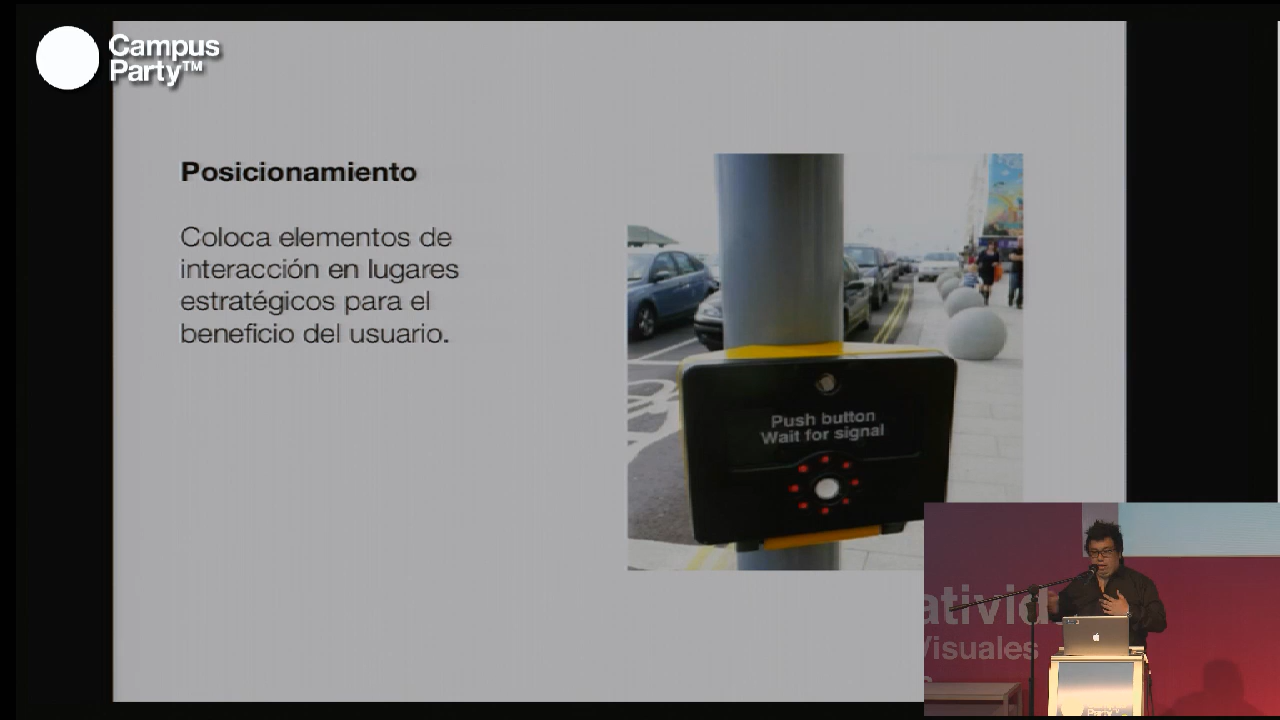 Campus
Party™
Posicionamiento
Coloca elementos de
interacción en lugares
estratégicos para el
beneficio del usuario.
Push button
Wait for signal
ativid
Visuales
Party™